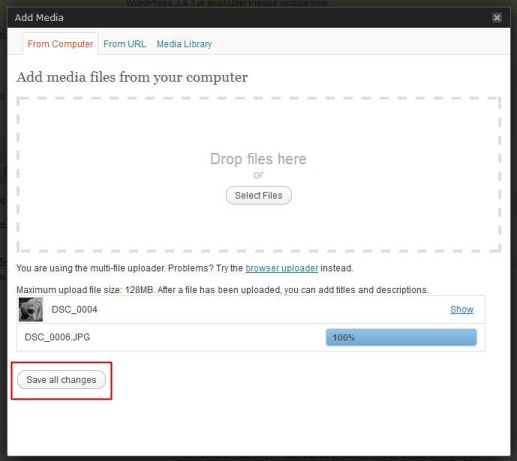 WordPress 3.4.1 is available! Please update now.
Add Media
From Computer From URL Media Library
Add media files from your computer
Drop files here
or
Select Files
You are using the multi-file uploader. Problems? Try the browser uploader instead.
Maximum upload file size: 128MB. After a file has been uploaded, you can add titles and descriptions.
DSC_0004 Show
DSC_0006.JPG 100%
Save all changes